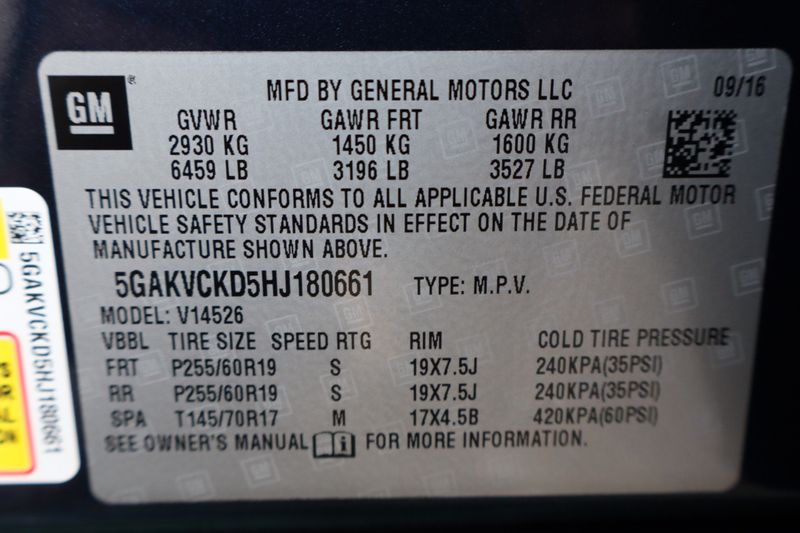 GM
MFD BY GENERAL MOTORS LLC
09/16
GVWR GAWR FRT GAWR RR
2930 KG 1450 KG 1600 KG
6459 LB 3196 LB 3527 LB
THIS VEHICLE CONFORMS TO ALL APPLICABLE U.S. FEDERAL MOTOR
VEHICLE SAFETY STANDARDS IN EFFECT ON THE DATE OF
MANUFACTURE SHOWN ABOVE.
5GAKVCKD5HJ180661 TYPE: M.P.V.
MODEL: V14526
VBBL TIRE SIZE SPEED RTG RIM COLD TIRE PRESSURE
FRT P255/60R19 S 19X7.5J 240KPA(35PSI)
RR P255/60R19 S 19X7.5J 240KPA(35PSI)
SPA T145/70R17 M 17X4.5B 420KPA(60PSI)
SEE OWNER'S MANUAL FOR MORE INFORMATION.
5GAKVCKD5HJ180661